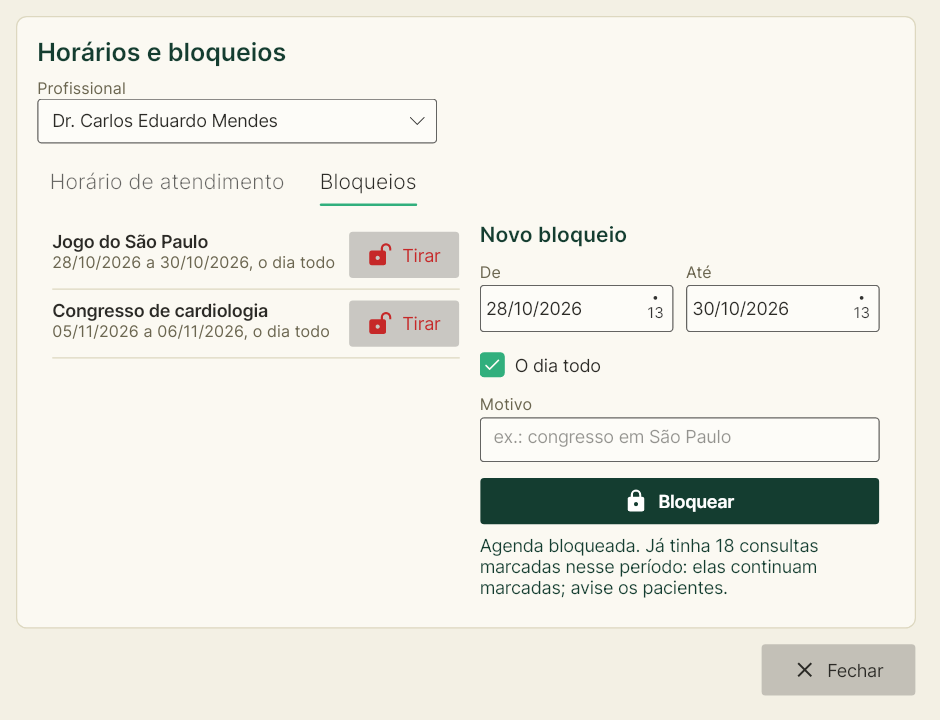 Horários e bloqueios
Profissional
Dr. Carlos Eduardo Mendes
Horário de atendimento
Bloqueios
Jogo do São Paulo
28/10/2026 a 30/10/2026, o dia todo
Tirar
Congresso de cardiologia
05/11/2026 a 06/11/2026, o dia todo
Tirar
Novo bloqueio
De
Até
28/10/2026
13
30/10/2026
13
O dia todo
Motivo
ex.: congresso em São Paulo
Bloquear
Agenda bloqueada. Já tinha 18 consultas
marcadas nesse período: elas continuam
marcadas; avise os pacientes.
Fechar